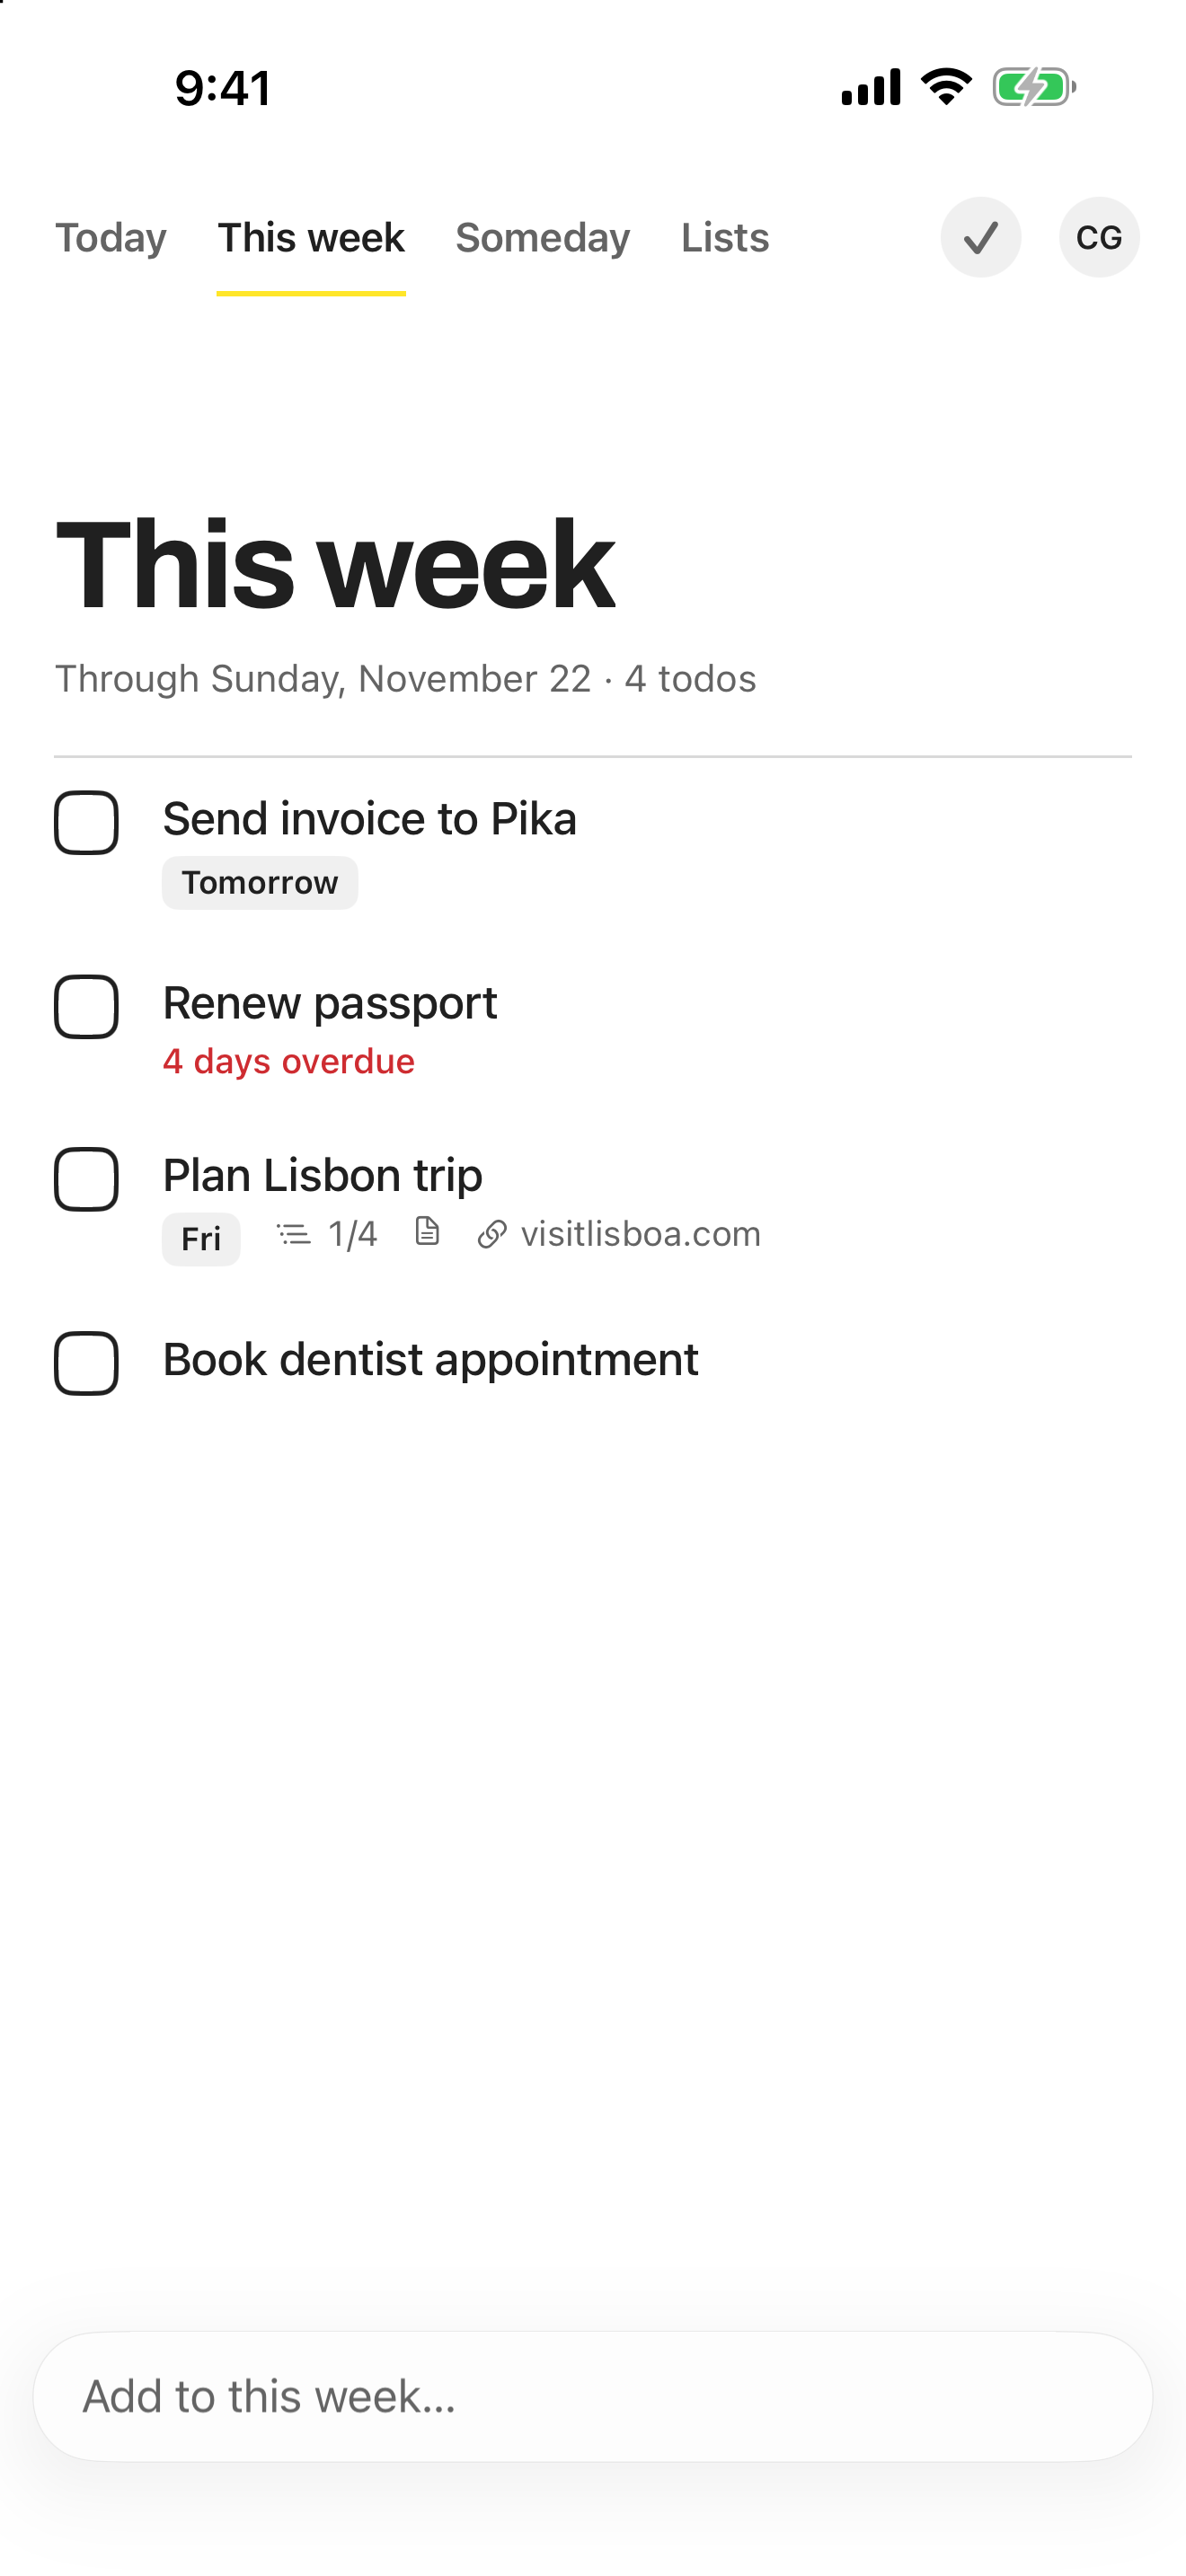 9:41
Today This week Someday Lists CG
This week
Through Sunday, November 22 · 4 todos
Send invoice to Pika
Tomorrow
Renew passport
4 days overdue
Plan Lisbon trip
Fri 1/4 visitlisboa.com
Book dentist appointment
Add to this week...